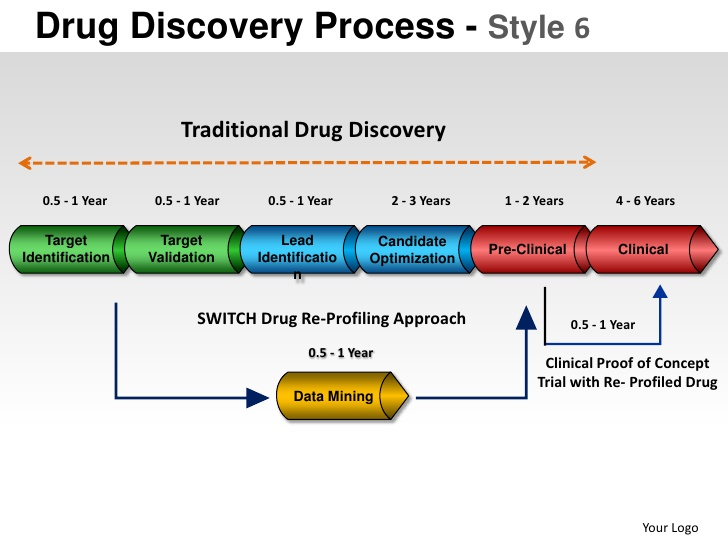 Drug Discovery Process - Style 6
Traditional Drug Discovery
0.5 - 1 Year
0.5 - 1 Year
0.5 - 1 Year
2 - 3 Years
1 - 2 Years
4 - 6 Years
Target
Identification
Target
Validation
Lead
Identificatio
n
Candidate
Optimization
Pre-Clinical
Clinical
SWITCH Drug Re-Profiling Approach
0.5 - 1 Year
0.5 - 1 Year
Data Mining
Clinical Proof of Concept
Trial with Re- Profiled Drug
Your Logo